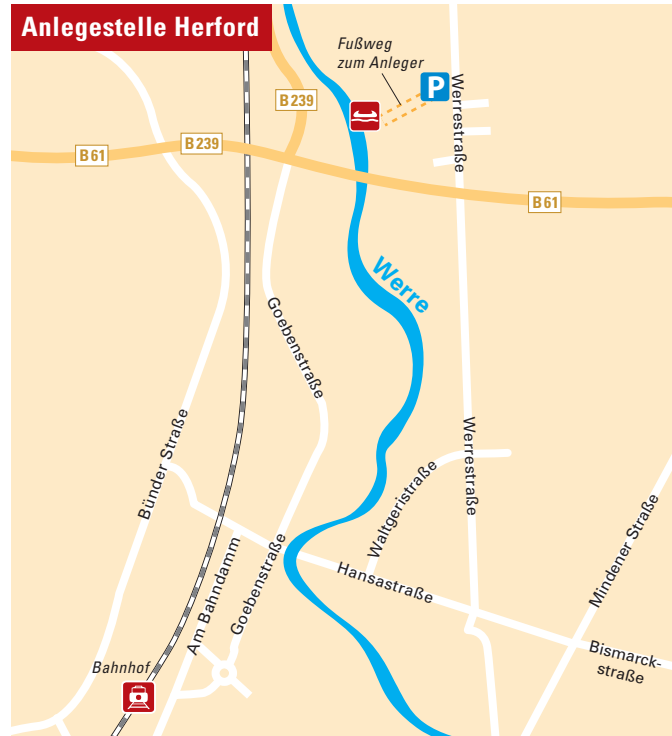 Anlegestelle Herford
Fußweg
zum Anleger
P
B239
Werrestraße
B239
B61
B61
Werre
Goebenstraße
Bünder Straße
Werrestraße
Waltgeristraße
Mindener Straße
Hansastraße
Am Bahndamm
Goebenstraße
Bismarck-
straße
Bahnhof